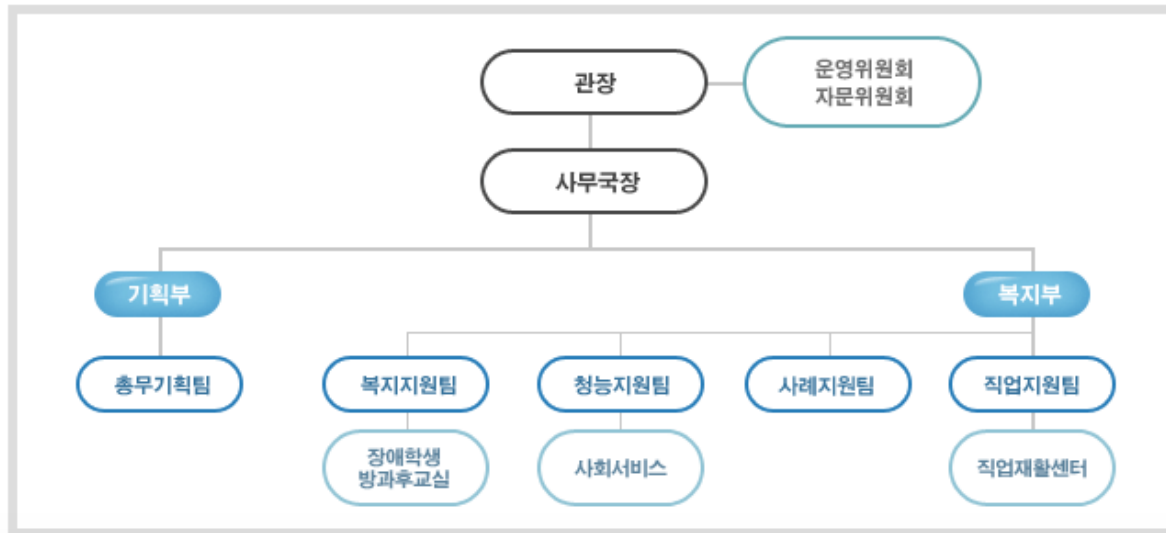 관장
운영위원회
자문위원회
사무국장
기획부
복지부
총무기획팀
복지지원팀
청능지원팀
사례지원팀
직업지원팀
장애학생
방과후교실
사회서비스
직업재활센터